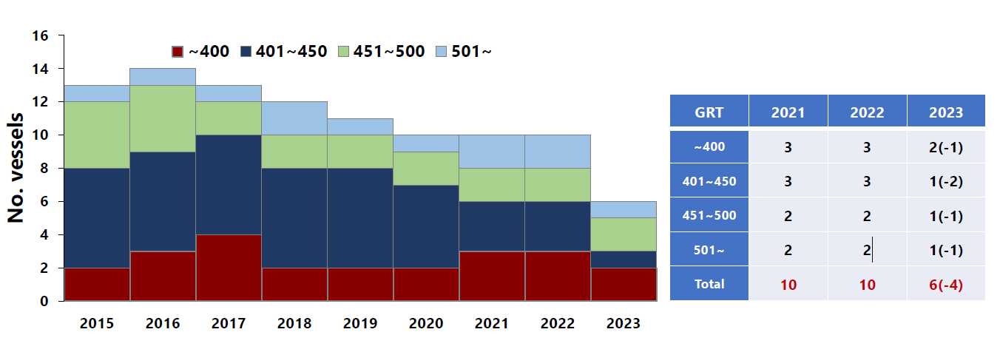 ~400 401~450 451~500 501~
No. vessels
16
14
12
10
8
6
4
2
0
2015 2016 2017 2018 2019 2020 2021 2022 2023
GRT 2021 2022 2023
~400 3 3 2(-1)
401~450 3 3 1(-2)
451~500 2 2 1(-1)
501~ 2 2 1(-1)
Total 10 10 6(-4)